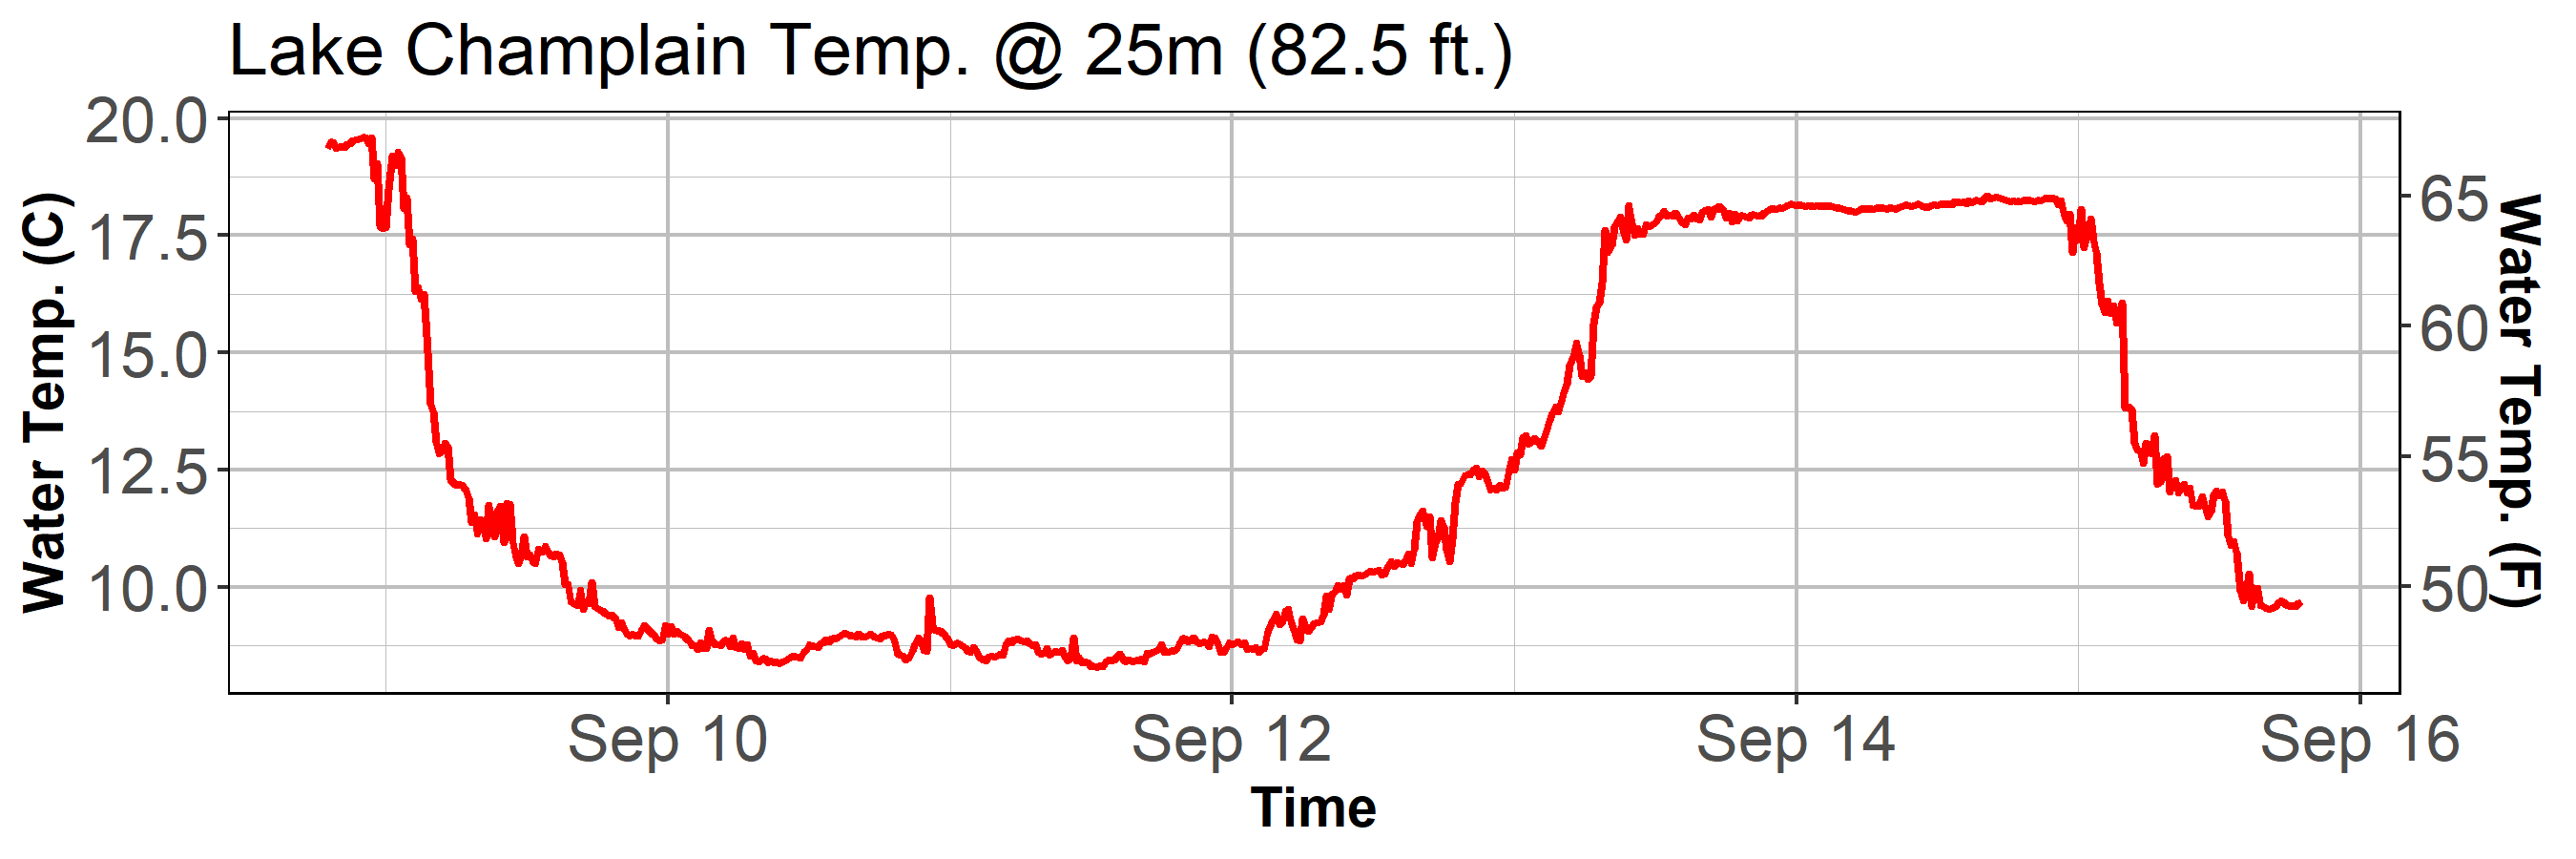 Lake Champlain Temp. @ 25m (82.5 ft.)
Water Temp. (C)
20.0
17.5
15.0
12.5
10.0
65
60
55
50
Water Temp. (F)
Sep 10 Sep 12 Sep 14 Sep 16
Time